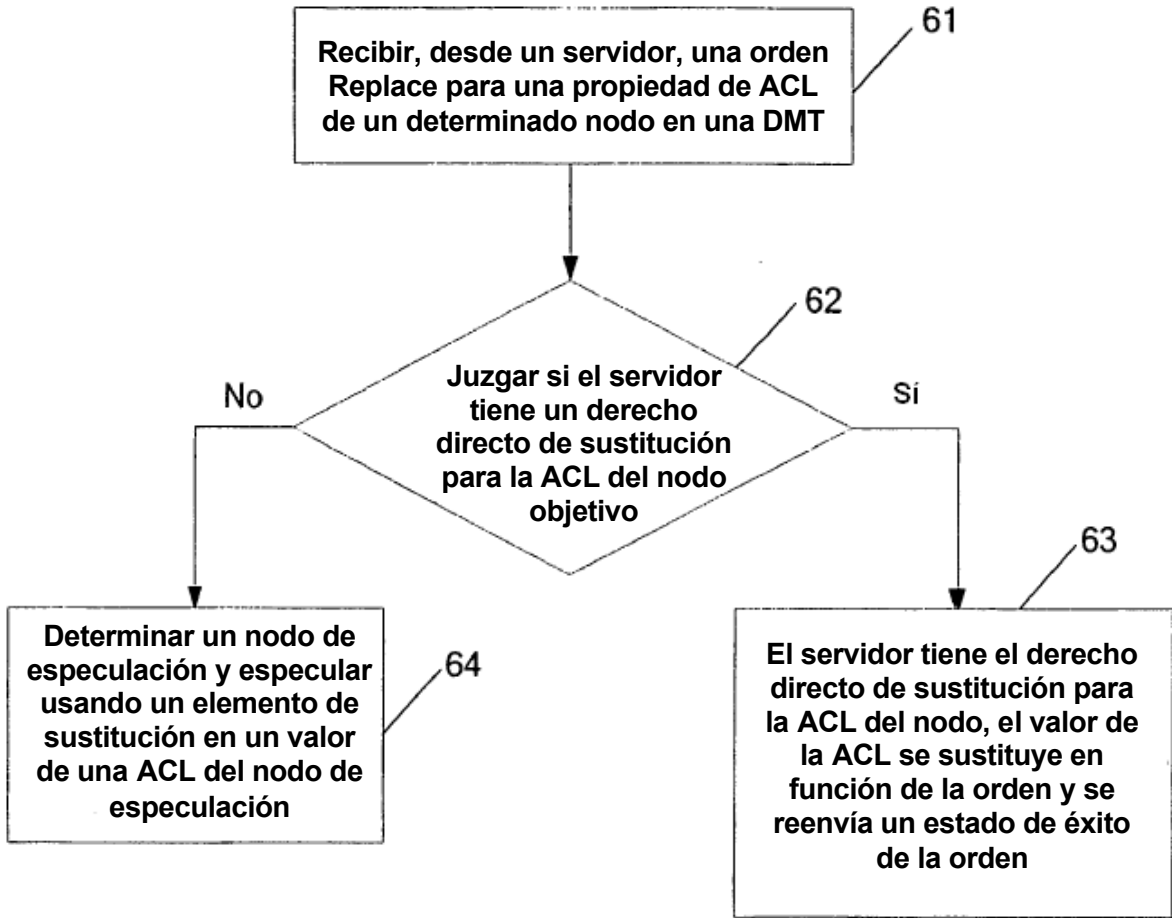 61
Recibir, desde un servidor, una orden
Replace para una propiedad de ACL
de un determinado nodo en una DMT
62
Juzgar si el servidor
tiene un derecho
directo de sustitución
para la ACL del nodo
objetivo
No
Sí
63
Determinar un nodo de
especulación y especular
usando un elemento de
sustitución en un valor
de una ACL del nodo de
especulación
64
El servidor tiene el derecho
directo de sustitución para
la ACL del nodo, el valor de
la ACL se sustituye en
función de la orden y se
reenvía un estado de éxito
de la orden